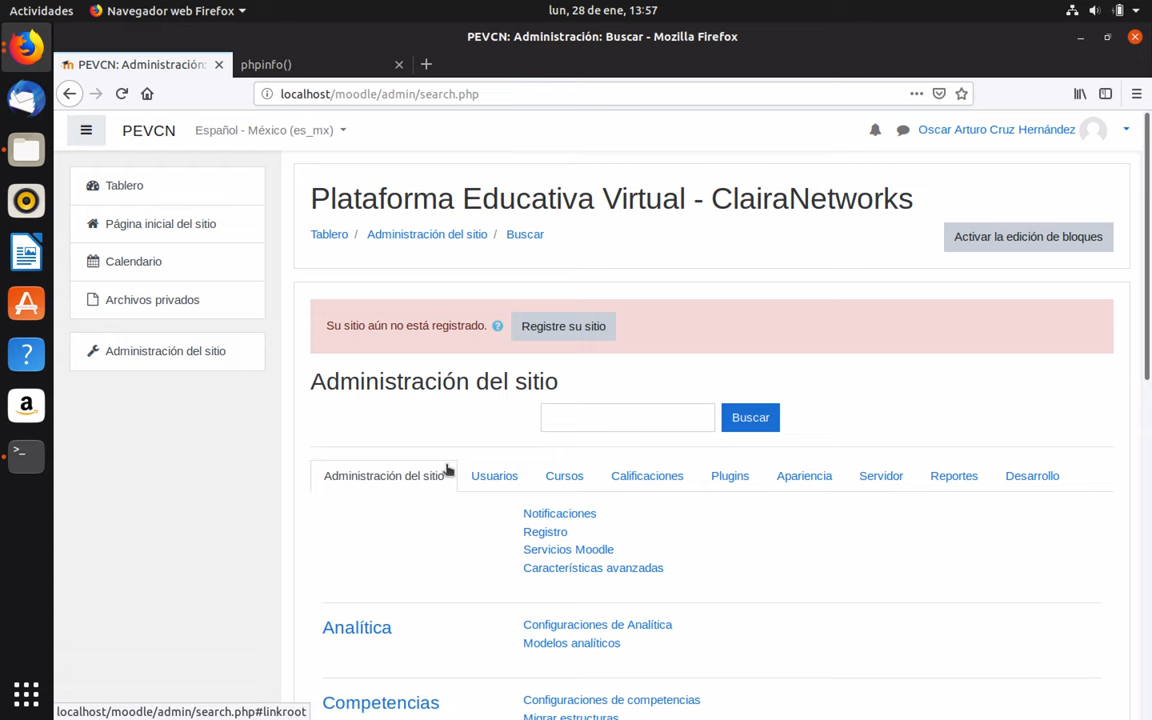 Actividades
Navegador web Firefox
lun, 28 de ene, 13:57
PEVCN: Administración: Buscar - Mozilla Firefox
PEVCN: Administración:
phpinfo()
localhost/moodle/admin/search.php
PEVCN
Español - México (es_mx)
Oscar Arturo Cruz Hernández
Tablero
Página inicial del sitio
Calendario
Archivos privados
Administración del sitio
Plataforma Educativa Virtual - ClairaNetworks
Tablero / Administración del sitio / Buscar
Activar la edición de bloques
Su sitio aún no está registrado.
Registre su sitio
Administración del sitio
Buscar
Administración del sitio
Usuarios
Cursos
Calificaciones
Plugins
Apariencia
Servidor
Reportes
Desarrollo
Notificaciones
Registro
Servicios Moodle
Características avanzadas
Analítica
Configuraciones de Analítica
Modelos analíticos
Competencias
Configuraciones de competencias
Migrar estructuras
localhost/moodle/admin/search.php#linkroot